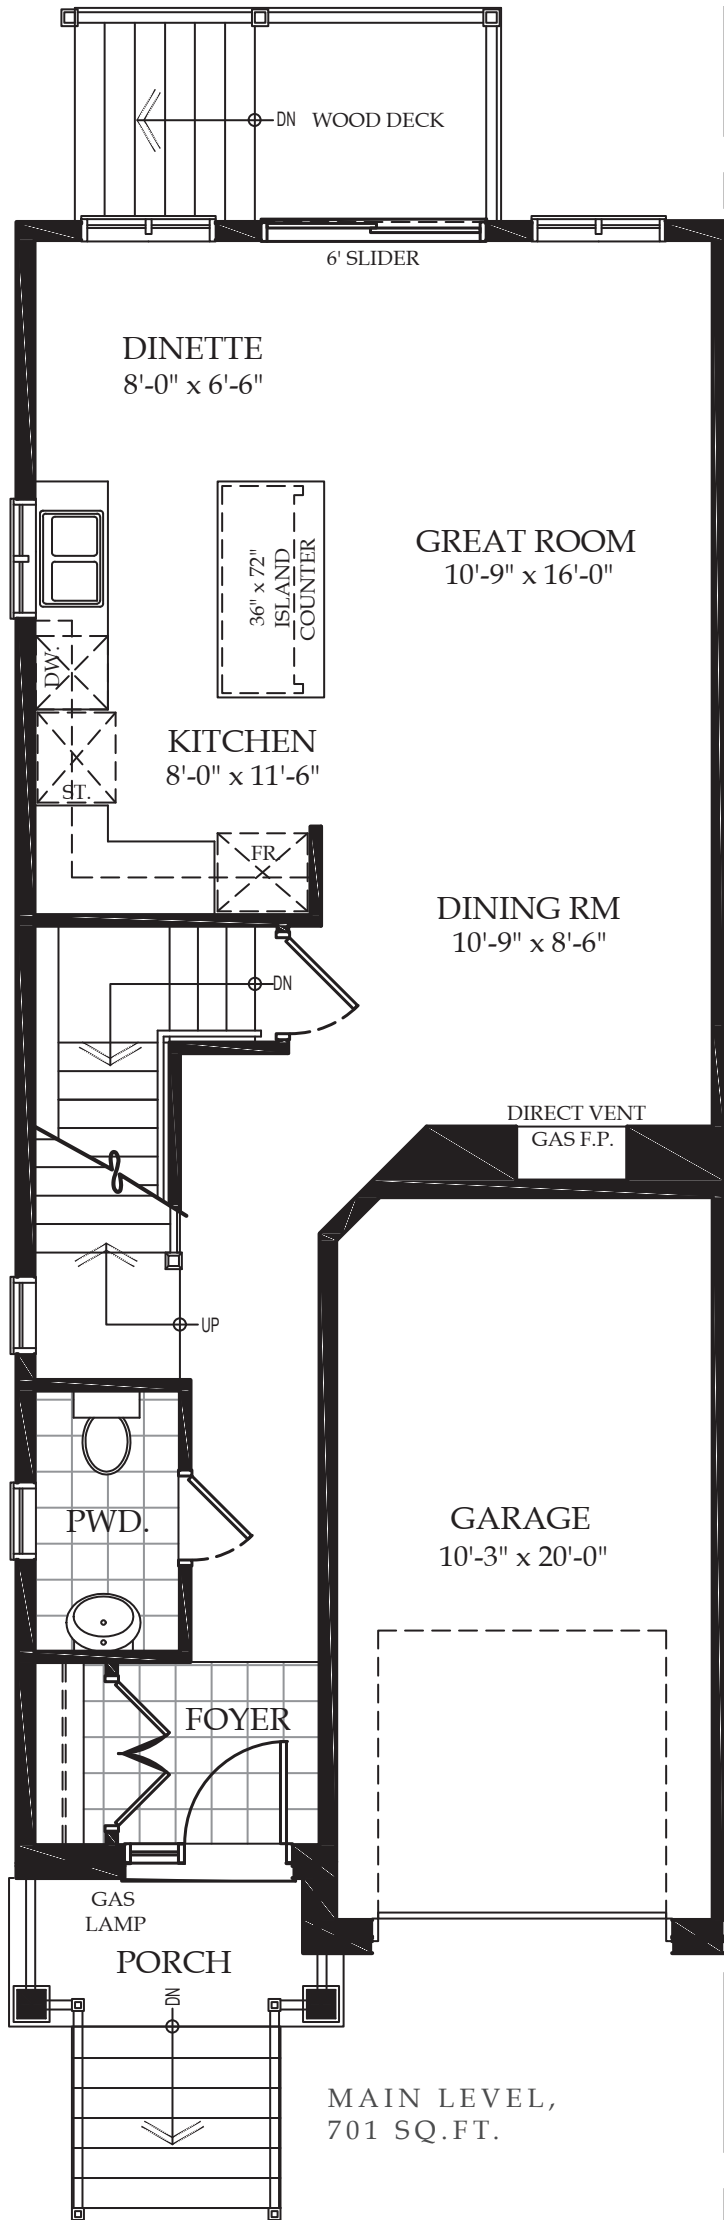 DN WOOD DECK
6' SLIDER
DINETTE
8'-0" x 6'-6"
GREAT ROOM
10'-9" x 16'-0"
36" x 72"
ISLAND
COUNTER
DW.
KITCHEN
8'-0" x 11'-6"
ST.
FR.
DINING RM
10'-9" x 8'-6"
DN
DIRECT VENT
GAS F.P.
UP
PWD.
GARAGE
10'-3" x 20'-0"
FOYER
GAS
LAMP
PORCH
DN
MAIN LEVEL,
701 SQ.FT.